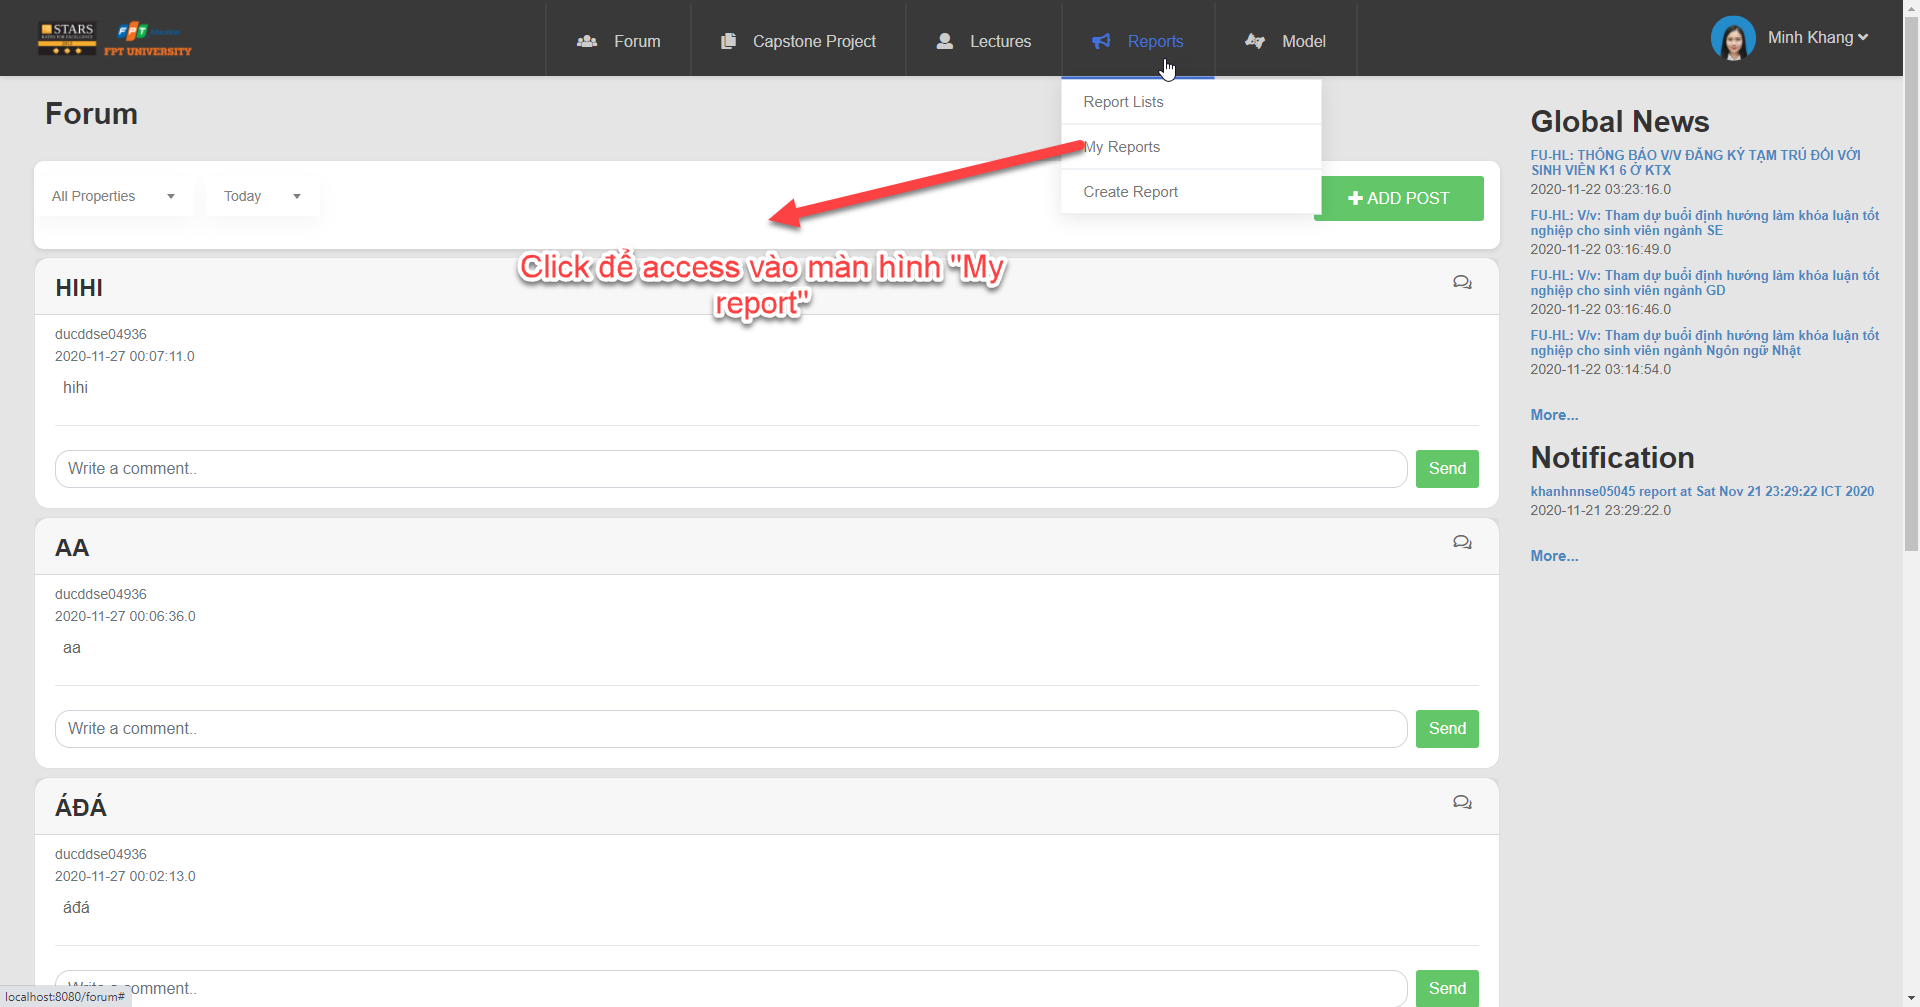 STARS
FPT
FPT UNIVERSITY
Forum
Capstone Project
Lectures
Reports
Model
Minh Khang
Report Lists
My Reports
Create Report
Forum
All Properties
Today
ADD POST
Click để access vào màn hình "My
report"
HIHI
ducddse04936
2020-11-27 00:07:11.0
hihi
Write a comment..
Send
AA
ducddse04936
2020-11-27 00:06:36.0
aa
Write a comment..
Send
ÁĐÁ
ducddse04936
2020-11-27 00:02:13.0
áđá
Write a comment..
Send
Global News
FU-HL: THÔNG BÁO V/V ĐĂNG KÝ TẠM TRÚ ĐỐI VỚI
SINH VIÊN K1 6 Ở KTX
2020-11-22 03:23:16.0
FU-HL: V/v: Tham dự buổi định hướng làm khóa luận tốt
nghiệp cho sinh viên ngành SE
2020-11-22 03:16:49.0
FU-HL: V/v: Tham dự buổi định hướng làm khóa luận tốt
nghiệp cho sinh viên ngành GD
2020-11-22 03:16:46.0
FU-HL: V/v: Tham dự buổi định hướng làm khóa luận tốt
nghiệp cho sinh viên ngành Ngôn ngữ Nhật
2020-11-22 03:14:54.0
More...
Notification
khanhnnse05045 report at Sat Nov 21 23:29:22 ICT 2020
2020-11-21 23:29:22.0
More...
localhost:8080/forum#